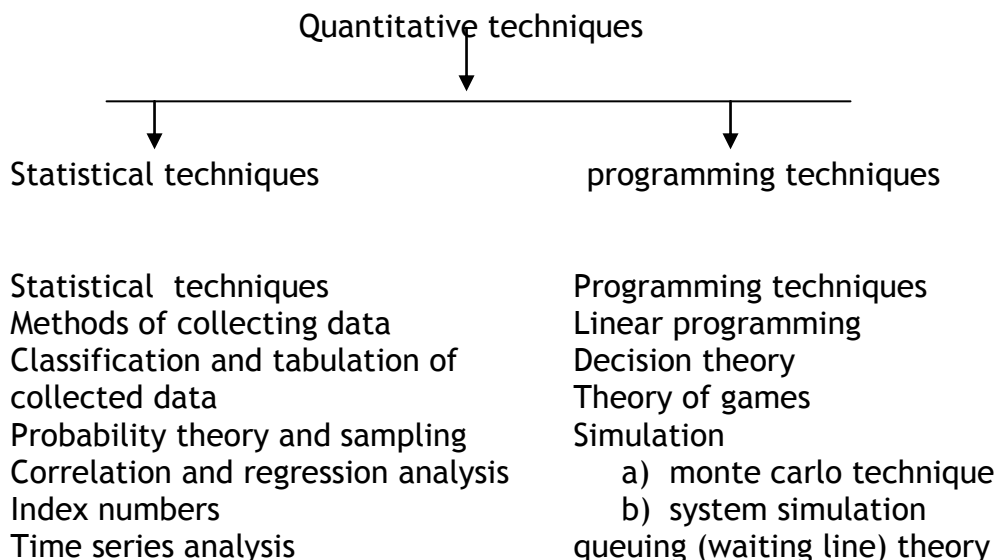 Quantitative techniques
Statistical techniques
programming techniques
Statistical  techniques
Methods of collecting data
Classification and tabulation of
collected data
Probability theory and sampling
Correlation and regression analysis
Index numbers
Time series analysis
Programming techniques
Linear programming
Decision theory
Theory of games
Simulation
a) monte carlo technique
b) system simulation
queuing (waiting line) theory